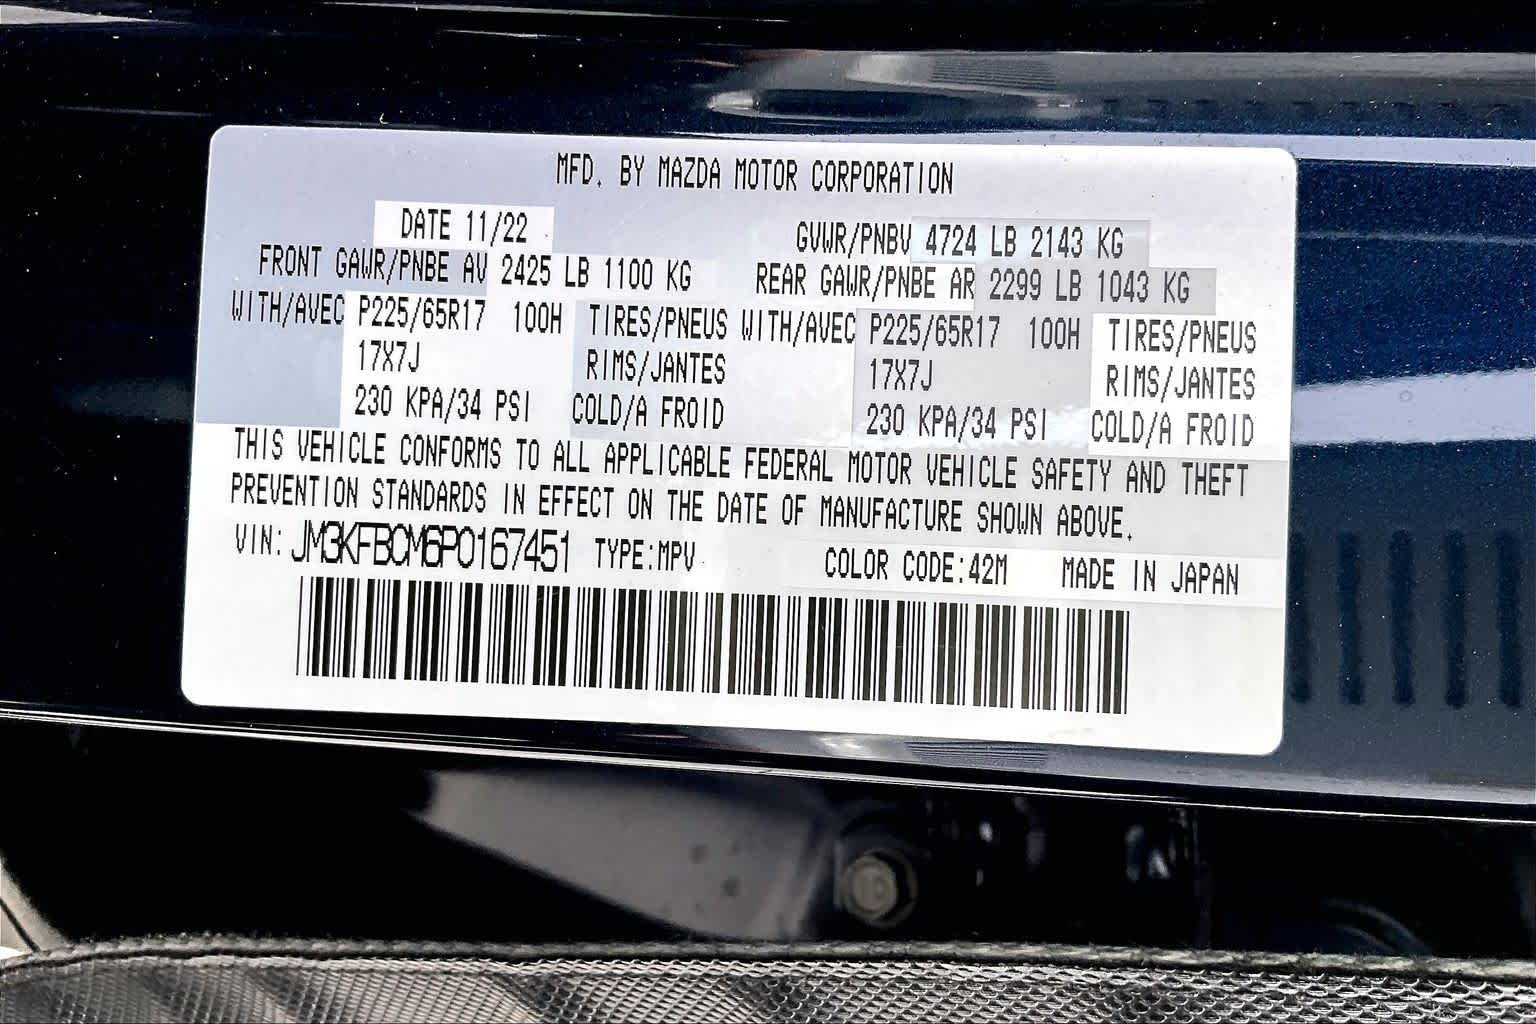 MFD. BY MAZDA MOTOR CORPORATION
DATE 11/22 GVWR/PNBV 4724 LB 2143 KG
FRONT GAWR/PNBE AV 2425 LB 1100 KG REAR GAWR/PNBE AR 2299 LB 1043 KG
WITH/AVEC P225/65R17 100H TIRES/PNEUS WITH/AVEC P225/65R17 100H TIRES/PNEUS
17X7J RIMS/JANTES 17X7J RIMS/JANTES
230 KPA/34 PSI COLD/A FROID 230 KPA/34 PSI COLD/A FROID
THIS VEHICLE CONFORMS TO ALL APPLICABLE FEDERAL MOTOR VEHICLE SAFETY AND THEFT
PREVENTION STANDARDS IN EFFECT ON THE DATE OF MANUFACTURE SHOWN ABOVE.
VIN: JM3KFBCM6P0167451 TYPE:MPV COLOR CODE:42M MADE IN JAPAN